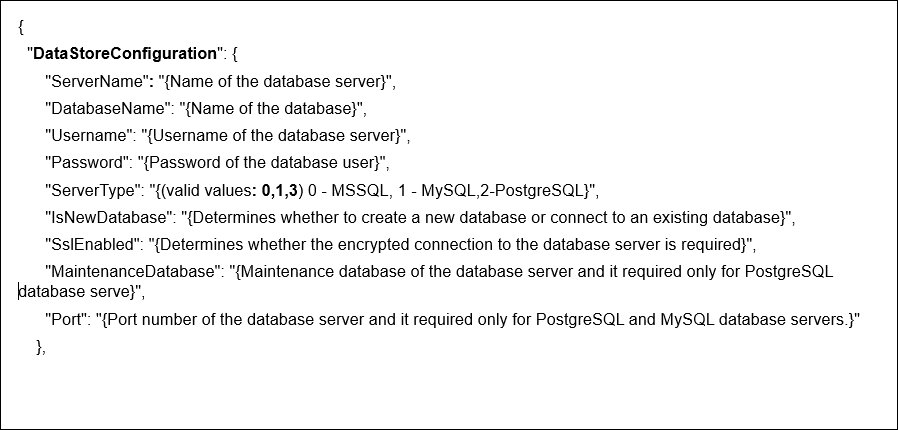 {
"DataStoreConfiguration": {
"ServerName": "{Name of the database server}",
"DatabaseName": "{Name of the database}",
"Username": "{Username of the database server}",
"Password": "{Password of the database user}",
"ServerType": "{(valid values: 0,1,3) 0 - MSSQL, 1 - MySQL,2-PostgreSQL}",
"IsNewDatabase": "{Determines whether to create a new database or connect to an existing database}",
"SslEnabled": "{Determines whether the encrypted connection to the database server is required}",
"MaintenanceDatabase": "{Maintenance database of the database server and it required only for PostgreSQL
database serve}",
"Port": "{Port number of the database server and it required only for PostgreSQL and MySQL database servers.}"
},